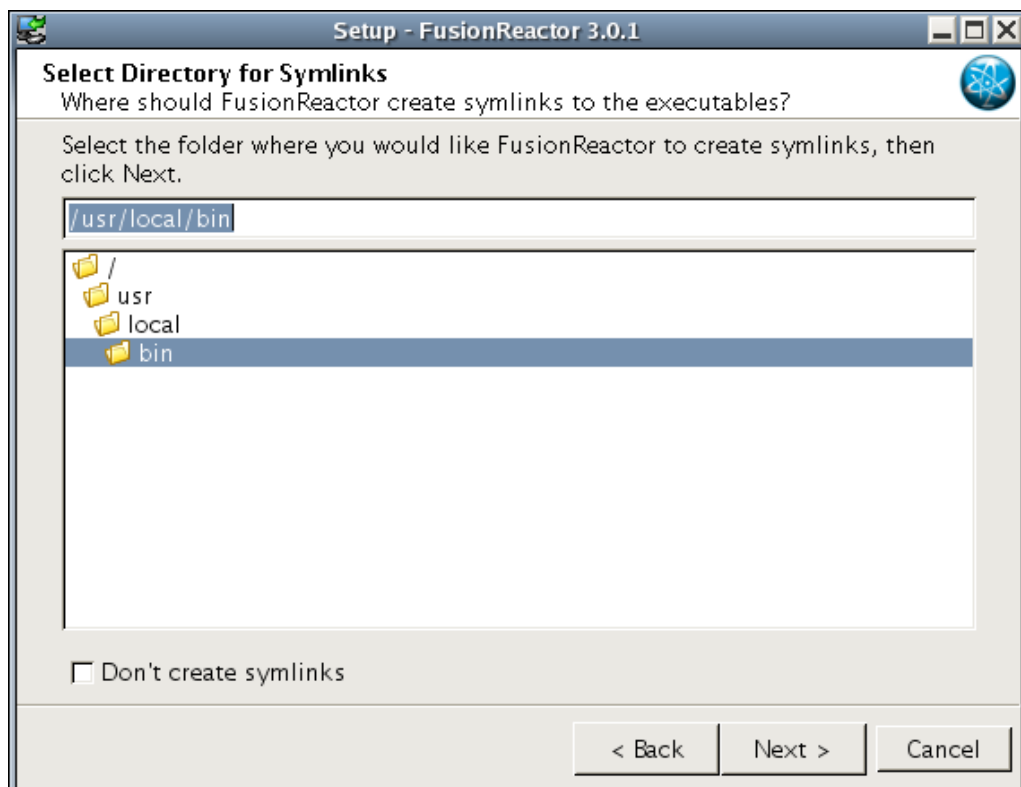 Setup - FusionReactor 3.0.1
Select Directory for Symlinks
Where should FusionReactor create symlinks to the executables?
Select the folder where you would like FusionReactor to create symlinks, then
click Next.
/usr/local/bin
/
usr
local
bin
Don't create symlinks
< Back
Next >
Cancel